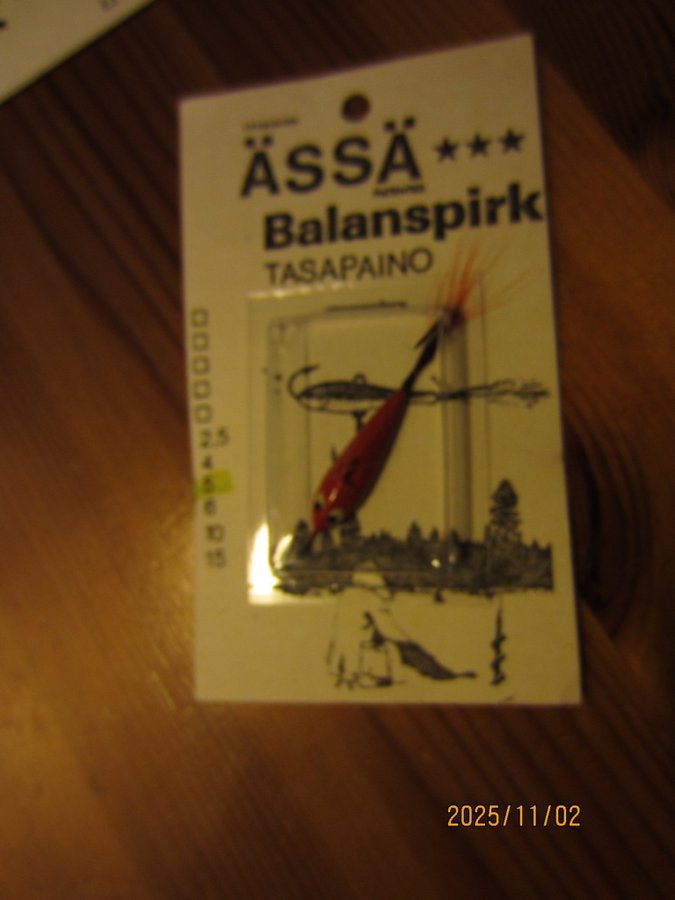 ÄSSÄ ★★★
Balanspirk
TASAPAINO
2,5
4
5
6
10
15
2025/11/02